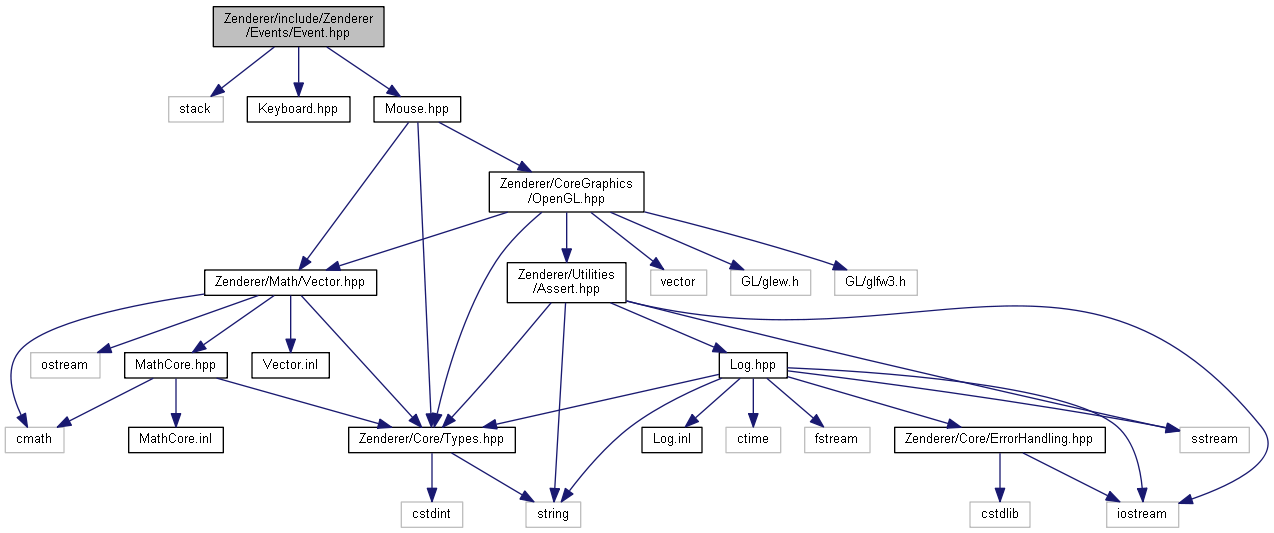 Zenderer/include/Zenderer
/Events/Event.hpp
stack
Keyboard.hpp
Mouse.hpp
Zenderer/CoreGraphics
/OpenGL.hpp
Zenderer/Math/Vector.hpp
Zenderer/Utilities
/Assert.hpp
vector
GL/glew.h
GL/glfw3.h
ostream
MathCore.hpp
Vector.inl
Log.hpp
cmath
MathCore.inl
Zenderer/Core/Types.hpp
Log.inl
ctime
fstream
Zenderer/Core/ErrorHandling.hpp
sstream
cstdint
string
cstdlib
iostream